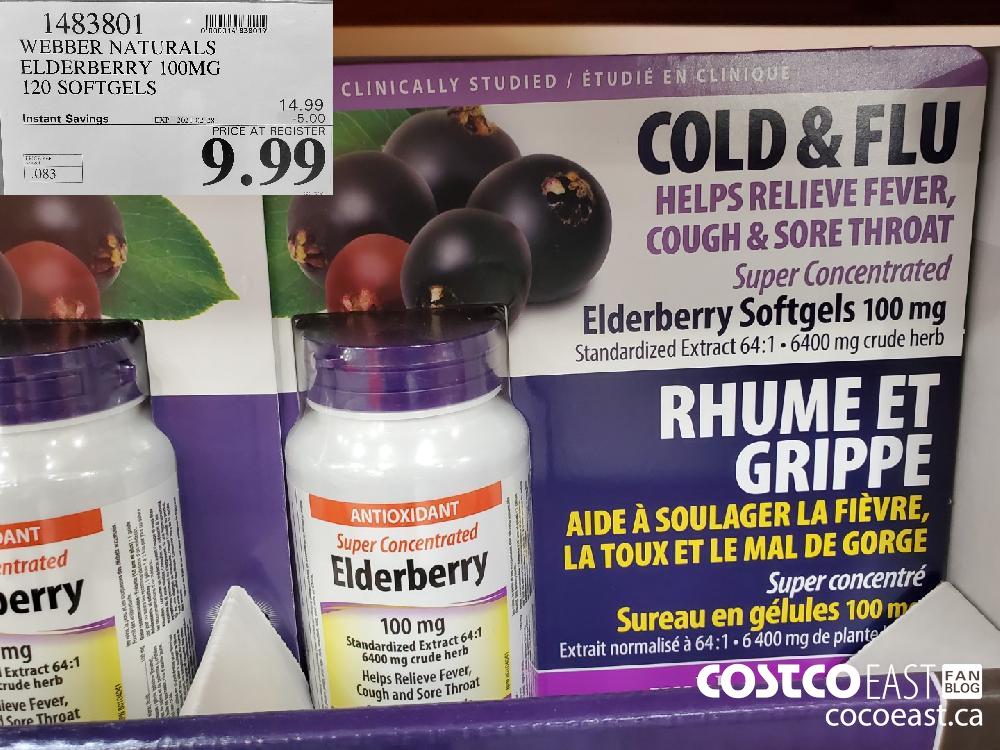 1483801
WEBBER NATURALS
ELDERBERRY 100MG
120 SOFTGELS
14.99
Instant Savings
-5.00
PRICE AT REGISTER
9.99
.083
CLINICALLY STUDIED / ÉTUDIÉ EN CLINIQUE
COLD & FLU
HELPS RELIEVE FEVER,
COUGH & SORE THROAT
Super Concentrated
Elderberry Softgels 100 mg
Standardized Extract 64:1 • 6400 mg crude herb
RHUME ET
GRIPPE
AIDE À SOULAGER LA FIÈVRE,
LA TOUX ET LE MAL DE GORGE
Super concentré
Sureau en gélules 100 m
Extrait normalisé à 64:1 • 6 400 mg de plante
ANTIOXIDANT
Super Concentrated
Elderberry
100 mg
Standardized Extract 64:1
6400 mg crude herb
Helps Relieve Fever,
Cough and Sore Throat
DANT
entrated
berry
mg
Extract 64:1
crude herb
lieve Fever,
Sore Throat
COSTCO EAST FAN BLOG
cocoeast.ca